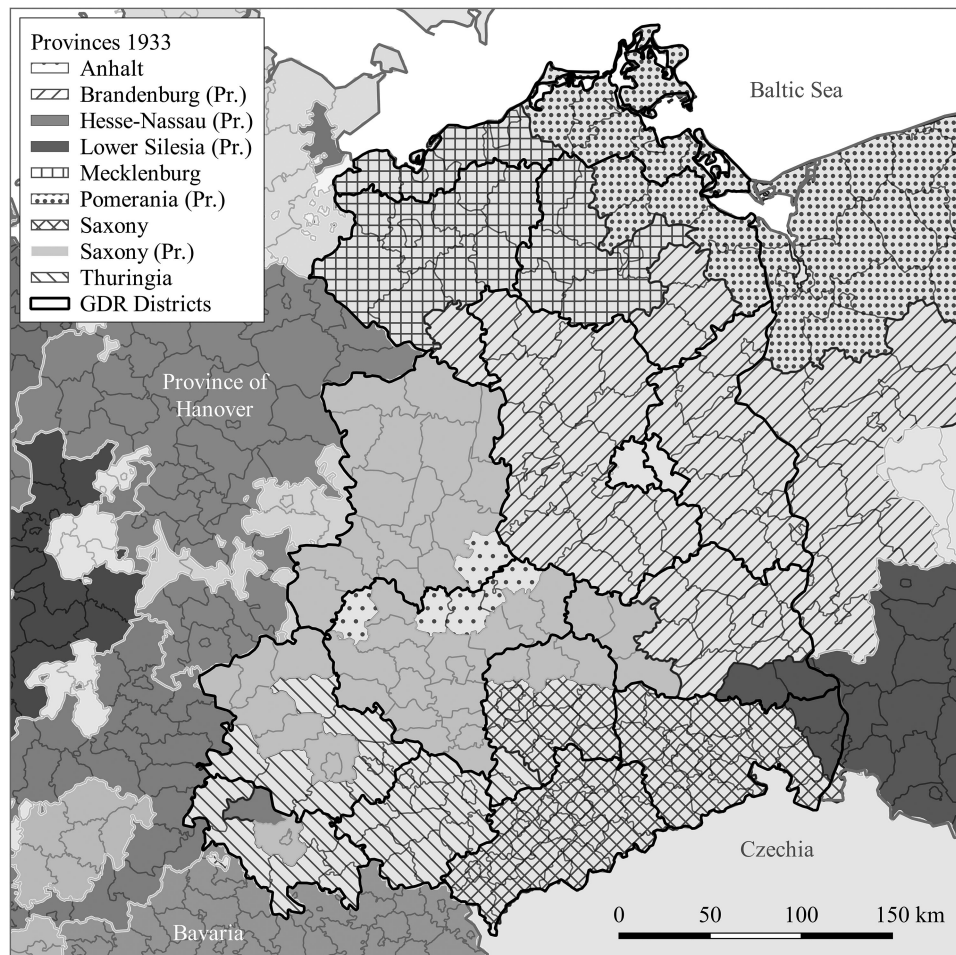 Provinces 1933
Anhalt
Brandenburg (Pr.)
Hesse-Nassau (Pr.)
Lower Silesia (Pr.)
Mecklenburg
Pomerania (Pr.)
Saxony
Saxony (Pr.)
Thuringia
GDR Districts
Baltic Sea
Province of
Hanover
Czechia
Bavaria
0 50 100 150 km